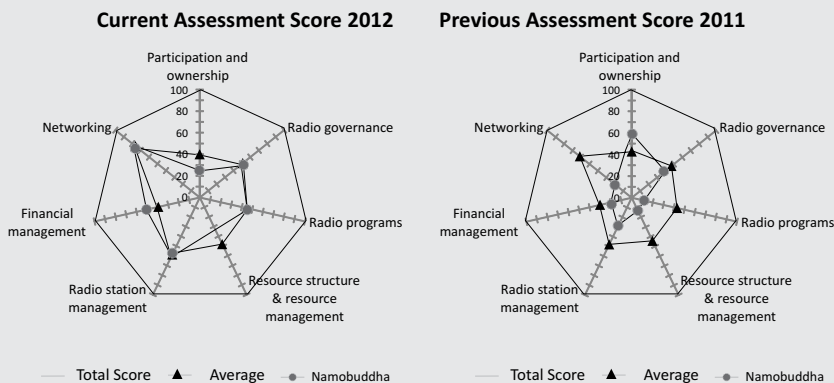 Current Assessment Score 2012
Participation and
ownership
100
80
60
40
20
0
Networking
Radio governance
Financial
management
Radio programs
Radio station
management
Resource structure
& resource
management
Total Score
Average
Namobuddha
Previous Assessment Score 2011
Participation and
ownership
100
80
60
40
20
0
Networking
Radio governance
Financial
management
Radio programs
Radio station
management
Resource structure
& resource
management
Total Score
Average
Namobuddha